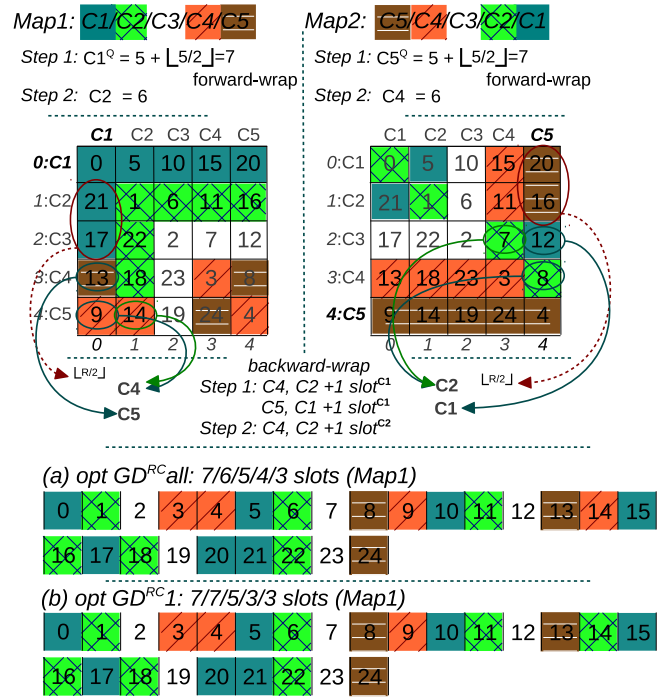 Map1: C1/C2/C3/C4/C5
Map2: C5/C4/C3/C2/C1
Step 1: C1Q = 5 + ⌊5/2⌋=7
forward-wrap
Step 2: C2 = 6
Step 1: C5Q = 5 + ⌊5/2⌋=7
forward-wrap
Step 2: C4 = 6
C1 C2 C3 C4 C5
0:C1 0 5 10 15 20
1:C2 21 1 6 11 16
2:C3 17 22 2 7 12
3:C4 13 18 23 3 8
4:C5 9 14 19 24 4
0 1 2 3 4
C1 C2 C3 C4 C5
0:C1 0 5 10 15 20
1:C2 21 1 6 11 16
2:C3 17 22 2 7 12
3:C4 13 18 23 3 8
4:C5 9 14 19 24 4
0 1 2 3 4
⌊R/2⌋
C4
C5
backward-wrap
Step 1: C4, C2 +1 slotC1
C5, C1 +1 slotC1
Step 2: C4, C2 +1 slotC2
C2
⌊R/2⌋
C1
(a) opt GDRCall: 7/6/5/4/3 slots (Map1)
0 1 2 3 4 5 6 7 8 9 10 11 12 13 14 15
16 17 18 19 20 21 22 23 24
(b) opt GDRC1: 7/7/5/3/3 slots (Map1)
0 1 2 3 4 5 6 7 8 9 10 11 12 13 14 15
16 17 18 19 20 21 22 23 24